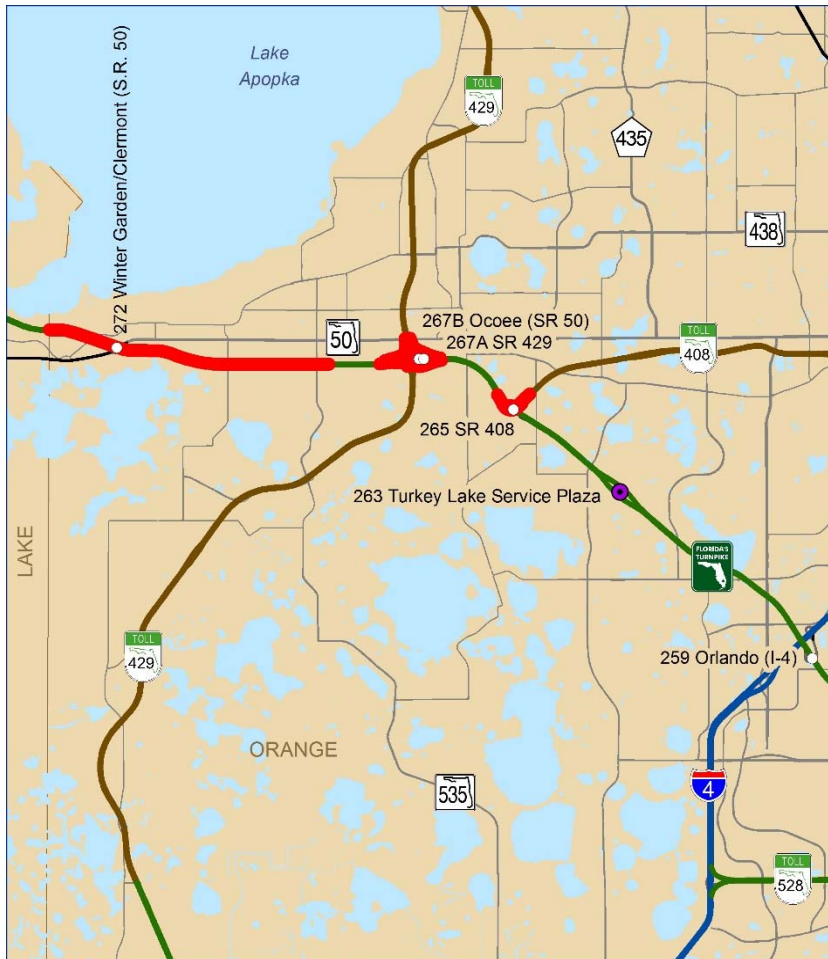 Lake
Apopka
272 Winter Garden/Clermont (S.R. 50)
TOLL
429
435
438
50
267B Ocoee (SR 50)
267A SR 429
TOLL
408
265 SR 408
263 Turkey Lake Service Plaza
FLORIDA'S
TURNPIKE
LAKE
TOLL
429
259 Orlando (I-4)
ORANGE
535
4
TOLL
528